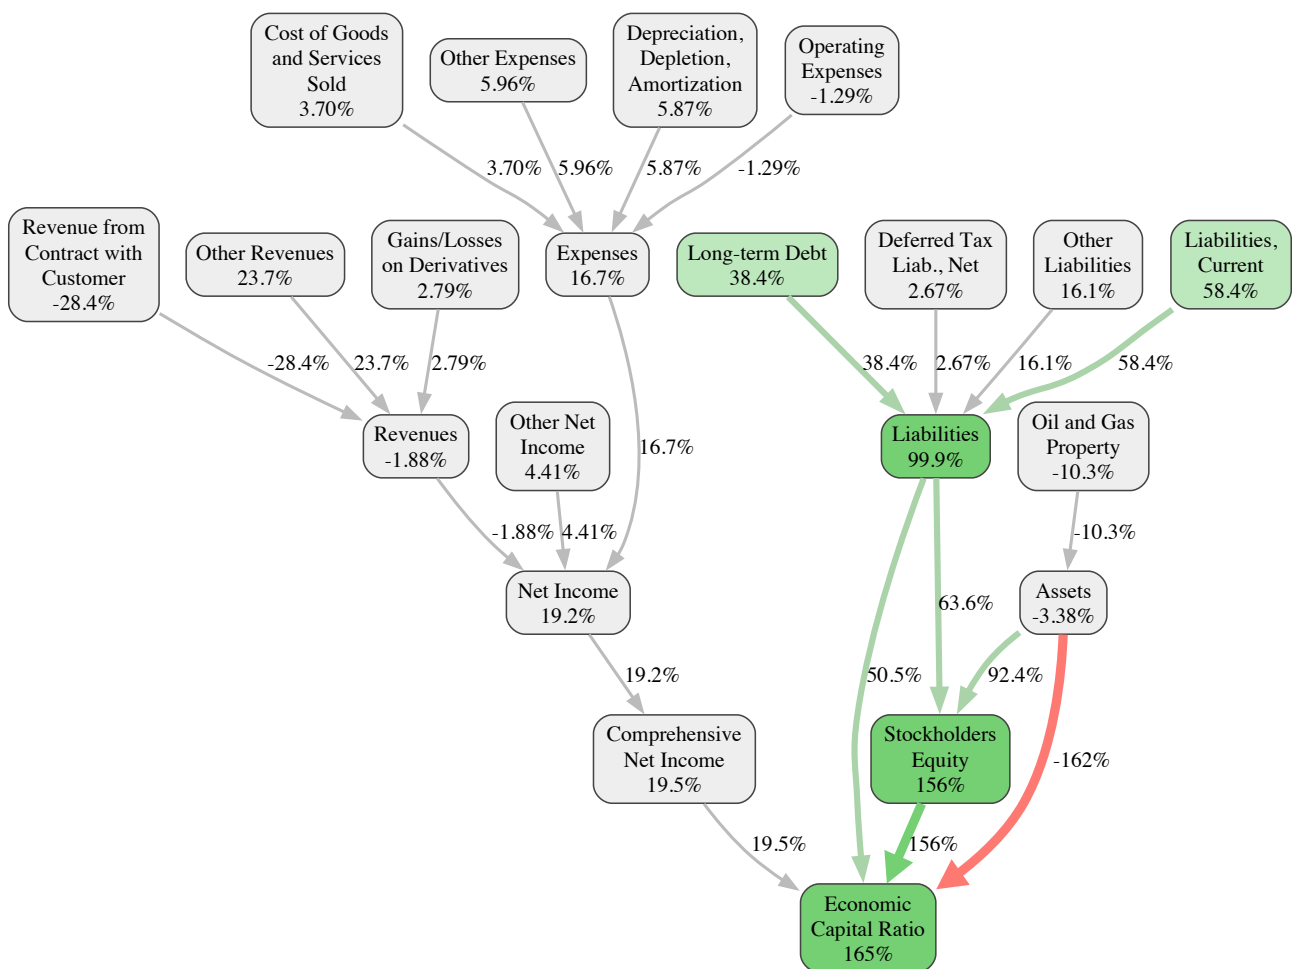 Cost of Goods
and Services
Sold
3.70%
Other Expenses
5.96%
Depreciation,
Depletion,
Amortization
5.87%
Operating
Expenses
-1.29%
3.70%
5.96%
5.87%
-1.29%
Revenue from
Contract with
Customer
-28.4%
Other Revenues
23.7%
Gains/Losses
on Derivatives
2.79%
Expenses
16.7%
Long-term Debt
38.4%
Deferred Tax
Liab., Net
2.67%
Other
Liabilities
16.1%
Liabilities,
Current
58.4%
-28.4%
23.7%
2.79%
38.4%
2.67%
16.1%
58.4%
Revenues
-1.88%
Other Net
Income
4.41%
16.7%
Liabilities
99.9%
Oil and Gas
Property
-10.3%
-1.88%
4.41%
-10.3%
Net Income
19.2%
63.6%
Assets
-3.38%
19.2%
50.5%
92.4%
Comprehensive
Net Income
19.5%
Stockholders
Equity
156%
-162%
19.5%
156%
Economic
Capital Ratio
165%